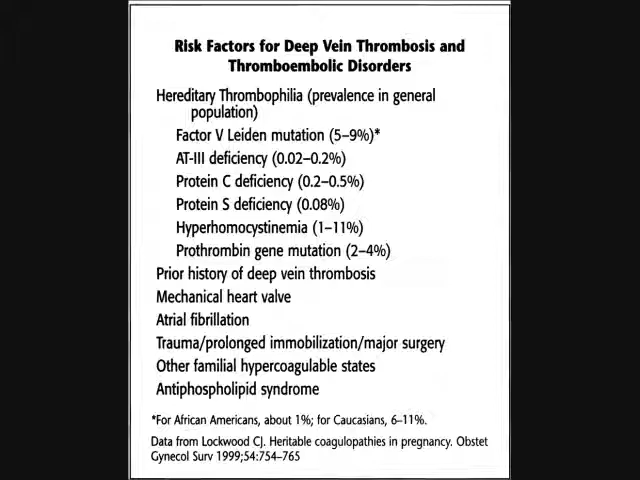 Risk Factors for Deep Vein Thrombosis and
Thromboembolic Disorders
Hereditary Thrombophilia (prevalence in general
population)
Factor V Leiden mutation (5–9%)*
AT-III deficiency (0.02–0.2%)
Protein C deficiency (0.2–0.5%)
Protein S deficiency (0.08%)
Hyperhomocystinemia (1–11%)
Prothrombin gene mutation (2–4%)
Prior history of deep vein thrombosis
Mechanical heart valve
Atrial fibrillation
Trauma/prolonged immobilization/major surgery
Other familial hypercoagulable states
Antiphospholipid syndrome
*For African Americans, about 1%; for Caucasians, 6–11%.
Data from Lockwood CJ. Heritable coagulopathies in pregnancy. Obstet
Gynecol Surv 1999;54:754–765